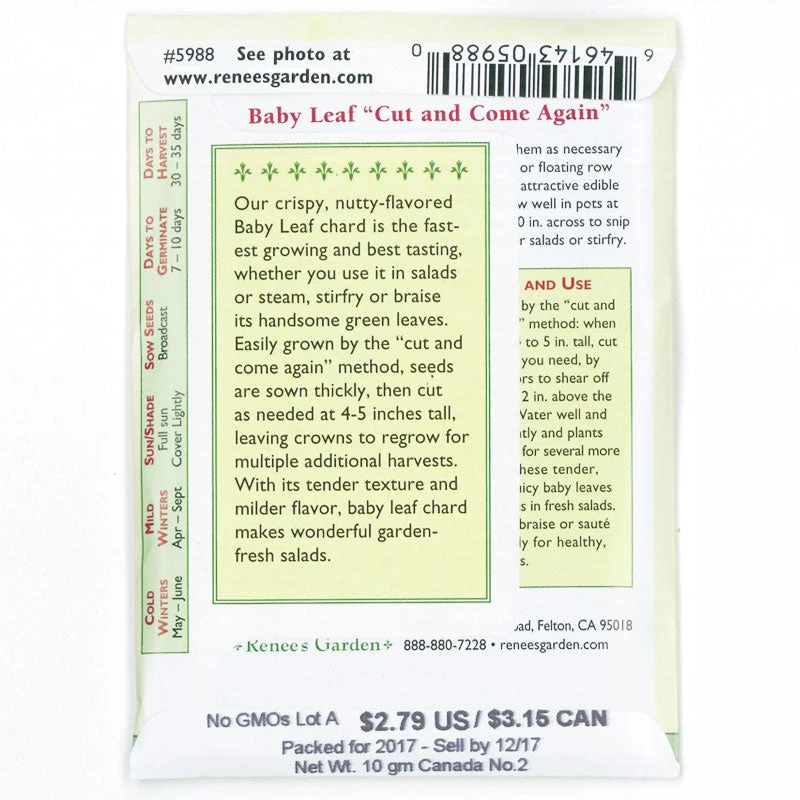 #5988 See photo at
www.reneesgarden.com
9 46143 05988 0
Baby Leaf “Cut and Come Again”
DAYS TO
HARVEST
30 – 35 days
DAYS TO
GERMINATE
7 – 10 days
SOW SEEDS
Broadcast
SUN/SHADE
Full sun
Cover Lightly
MILD
WINTERS
Apr – Sept
COLD
WINTERS
May – June
Our crispy, nutty-flavored
Baby Leaf chard is the fast-
est growing and best tasting,
whether you use it in salads
or steam, stirfry or braise
its handsome green leaves.
Easily grown by the “cut and
come again” method, seeds
are sown thickly, then cut
as needed at 4-5 inches tall,
leaving crowns to regrow for
multiple additional harvests.
With its tender texture and
milder flavor, baby leaf chard
makes wonderful garden-
fresh salads.
as necessary
or floating row
attractive edible
well in pots at
in. across to snip
salads or stirfry.
AND USE
by the “cut and
” method: when
to 5 in. tall, cut
you need, by
to shear off
2 in. above the
Water well and
and plants
for several more
these tender,
baby leaves
in fresh salads.
braise or sauté
for healthy,
Felton, CA 95018
Renee's Garden 888-880-7228 • reneesgarden.com
No GMOs Lot A $2.79 US / $3.15 CAN
Packed for 2017 - Sell by 12/17
Net Wt. 10 gm Canada No.2